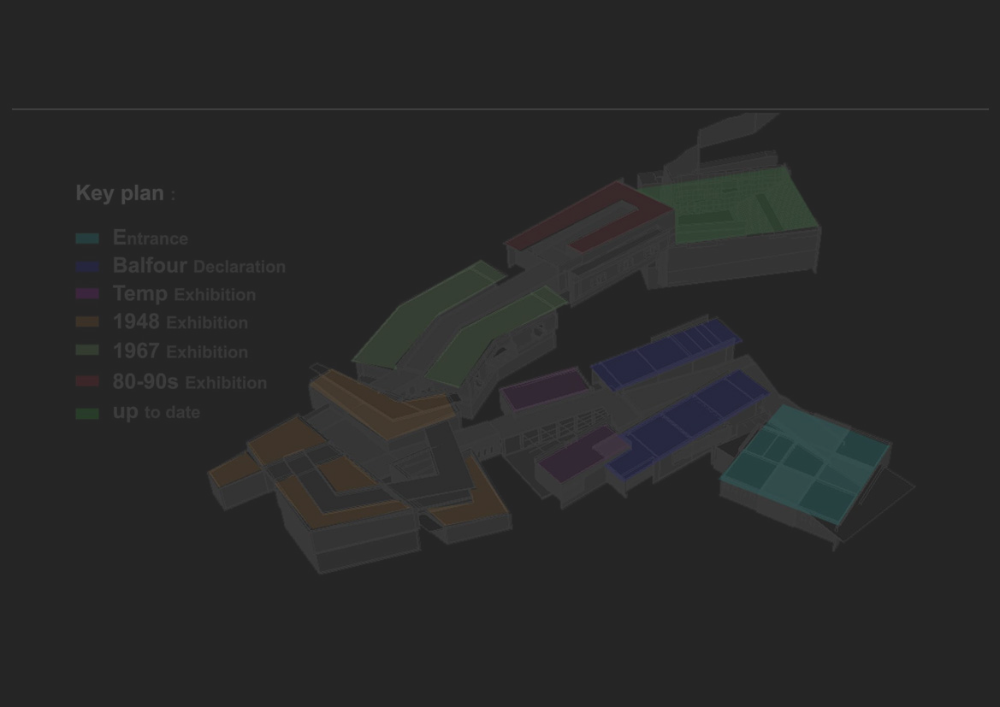 Key plan :
Entrance
Balfour Declaration
Temp Exhibition
1948 Exhibition
1967 Exhibition
80-90s Exhibition
up to date